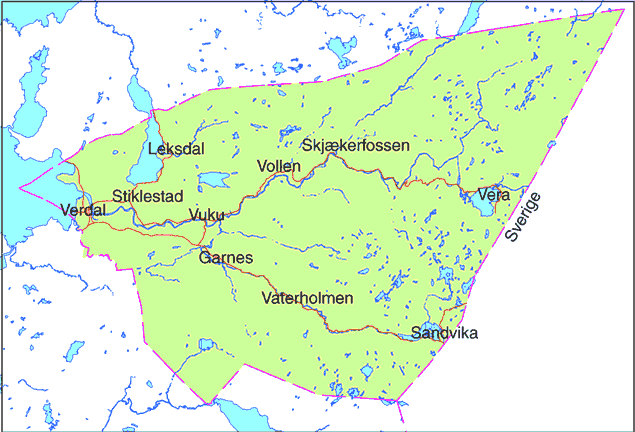 Leksdal
Skjækerfossen
Vollen
Stiklestad
Vera
Verdal
Vuku
Sverige
Garnes
Vaterholmen
Sandvika